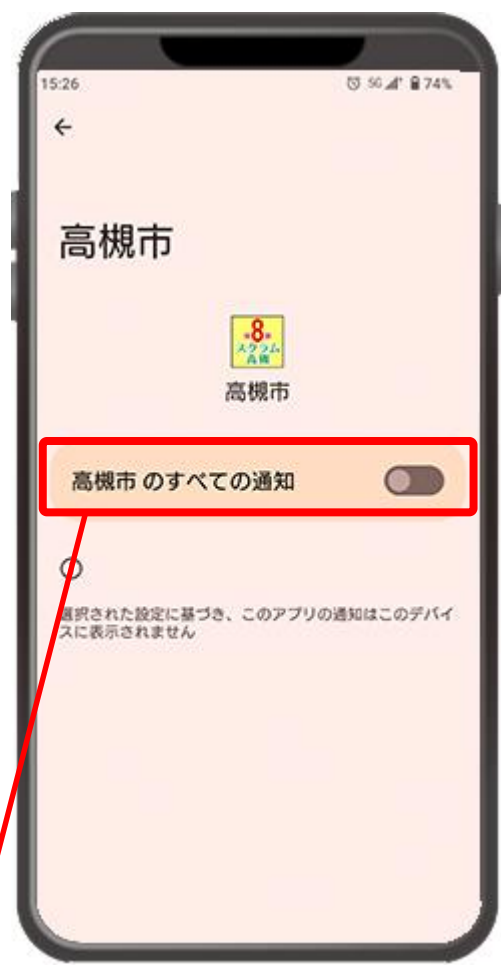 15:26
5G 74%
高槻市
8
スクラム
高槻
高槻市
高槻市 のすべての通知
選択された設定に基づき、このアプリの通知はこのデバイ
スに表示されません